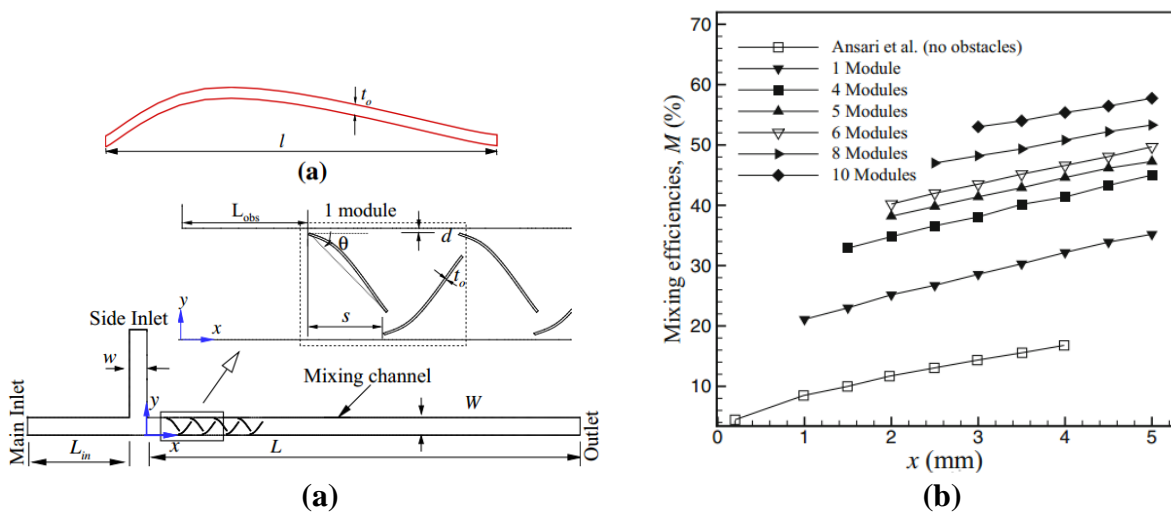 t_o
l
(a)
L_obs
1 module
d
θ
t_o
y
s
x
Side Inlet
w
Mixing channel
y
W
Main Inlet
x
Outlet
L_in
L
(a)
70
60
50
40
30
20
10
Mixing efficiencies, M (%)
Ansari et al. (no obstacles)
1 Module
4 Modules
5 Modules
6 Modules
8 Modules
10 Modules
0 1 2 3 4 5
x (mm)
(b)